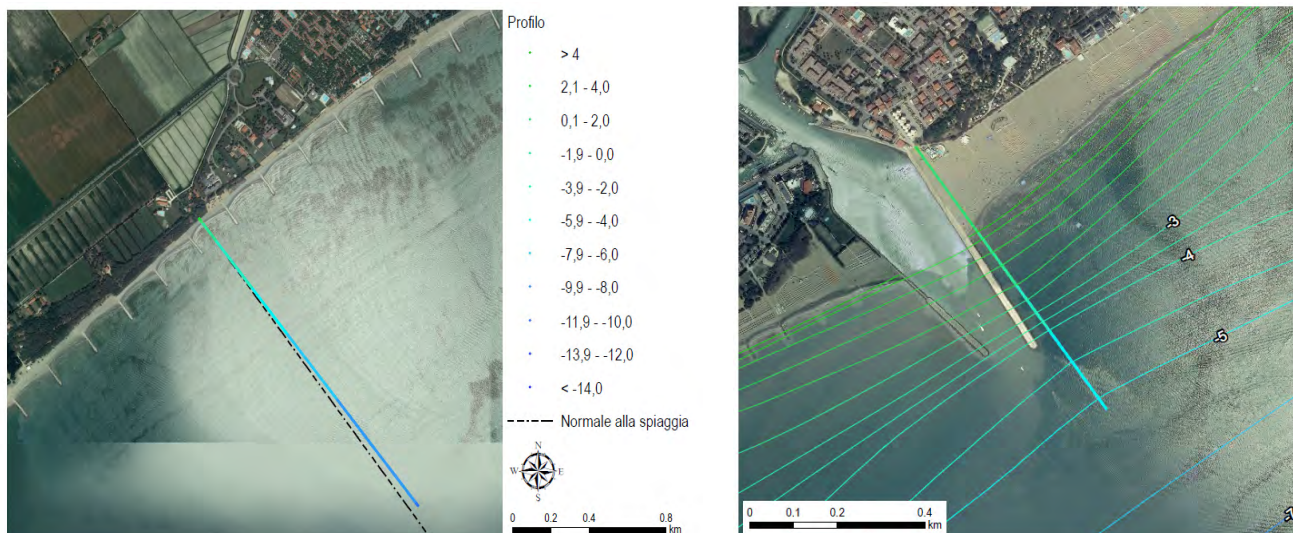 Profilo
> 4
2,1 - 4,0
0,1 - 2,0
-1,9 - 0,0
-3,9 - -2,0
-5,9 - -4,0
-7,9 - -6,0
-9,9 - -8,0
-11,9 - -10,0
-13,9 - -12,0
< -14,0
Normale alla spiaggia
N
W E
S
0 0.2 0.4 0.8
km
-3
-4
-5
-7
0 0.1 0.2 0.4
km